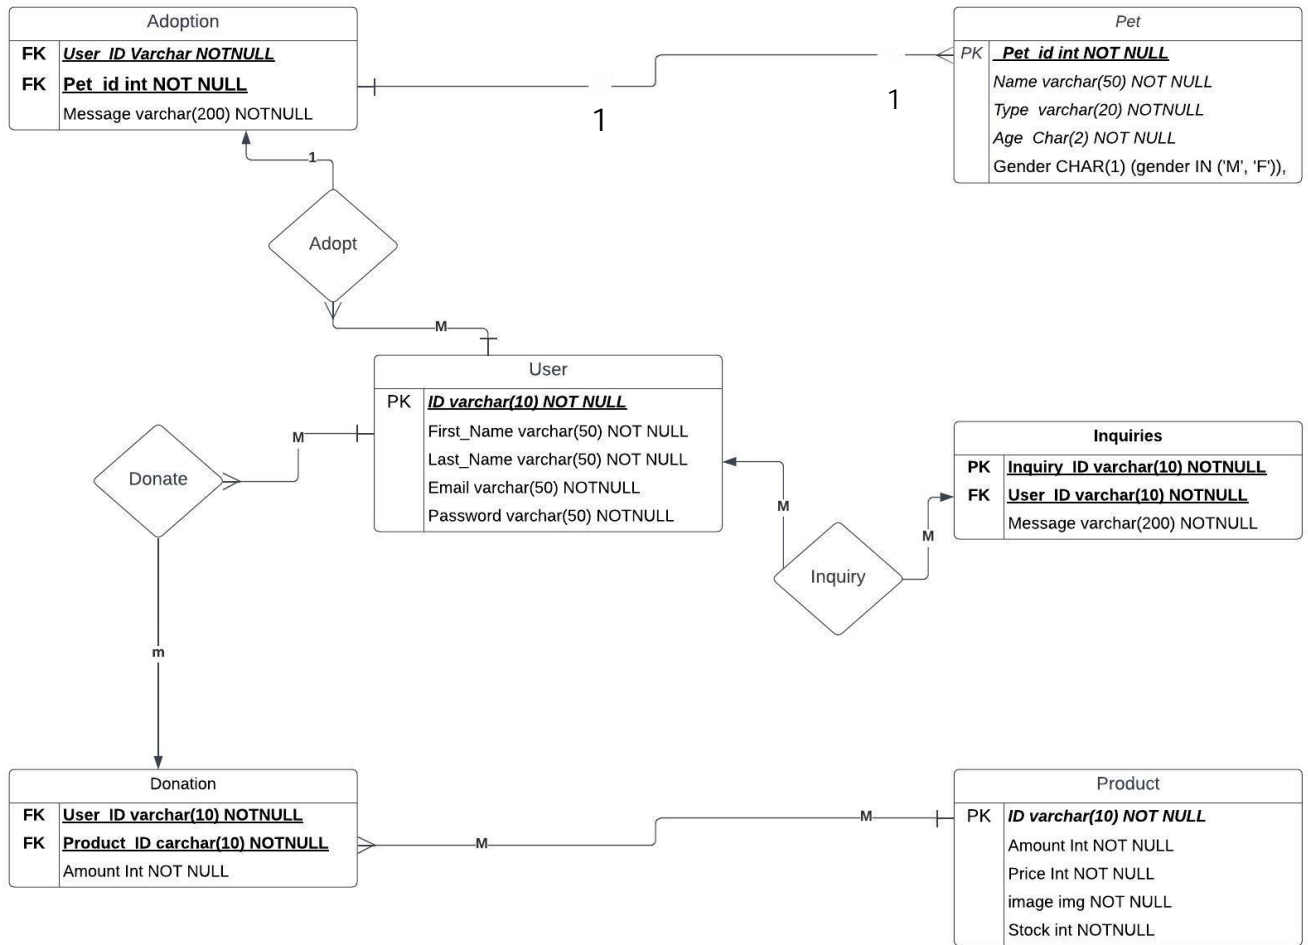 Adoption
FK User_ID Varchar NOTNULL
FK Pet_id int NOT NULL
Message varchar(200) NOTNULL
Pet
PK _Pet_id int NOT NULL
Name varchar(50) NOT NULL
Type varchar(20) NOTNULL
Age Char(2) NOT NULL
Gender CHAR(1) (gender IN ('M', 'F')),
1
1
1
Adopt
M
User
PK ID varchar(10) NOT NULL
First_Name varchar(50) NOT NULL
Last_Name varchar(50) NOT NULL
Email varchar(50) NOTNULL
Password varchar(50) NOTNULL
M
Donate
Inquiries
PK Inquiry_ID varchar(10) NOTNULL
FK User_ID varchar(10) NOTNULL
Message varchar(200) NOTNULL
M
M
Inquiry
m
Donation
FK User_ID varchar(10) NOTNULL
FK Product_ID carchar(10) NOTNULL
Amount Int NOT NULL
M
M
Product
PK ID varchar(10) NOT NULL
Amount Int NOT NULL
Price Int NOT NULL
image img NOT NULL
Stock int NOTNULL